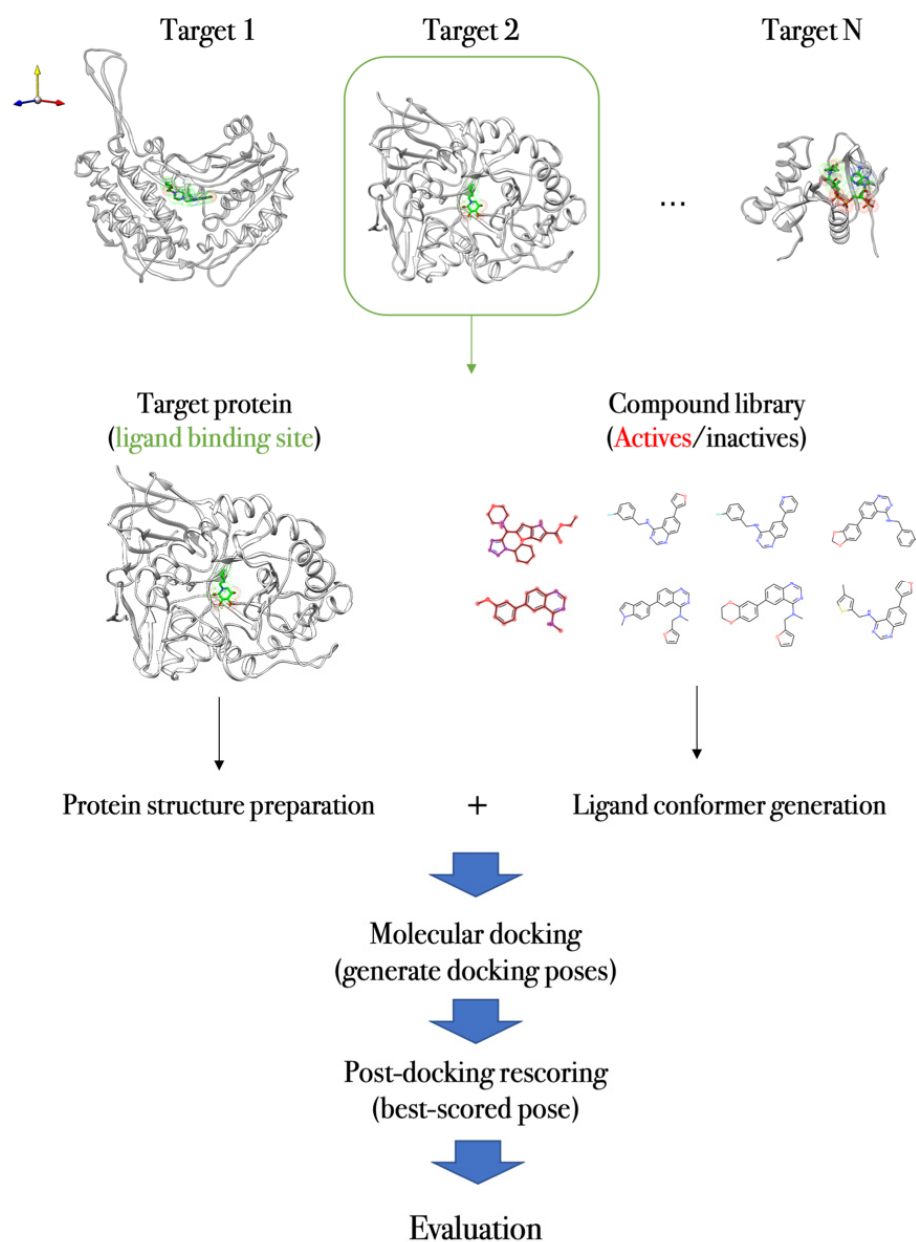 Target 1
Target 2
Target N
...
Target protein
(ligand binding site)
Compound library
(Actives/inactives)
Protein structure preparation
+
Ligand conformer generation
Molecular docking
(generate docking poses)
Post-docking rescoring
(best-scored pose)
Evaluation